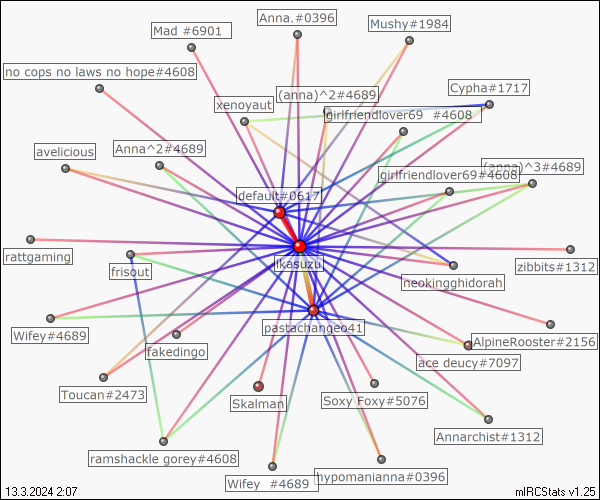 Anna.#0396
Mad #6901
Mushy#1984
no cops no laws no hope#4608
Cypha#1717
(anna)^2#4689
xenoyaut
girlfriendlover69 #4608
avelicious
Anna^2#4689
(anna)^3#4689
girlfriendlover69#4608
default#0617
rattgaming
ikasuzu
zibbits#1312
frisout
neokingghidorah
pastachangeo41
Wifey#4689
AlpineRooster#2156
fakedingo
ace deucy#7097
Toucan#2473
Skalman
Soxy Foxy#5076
Annarchist#1312
ramshackle gorey#4608
Wifey #4689
hypomanianna#0396
13.3.2024 2:07
mIRCStats v1.25